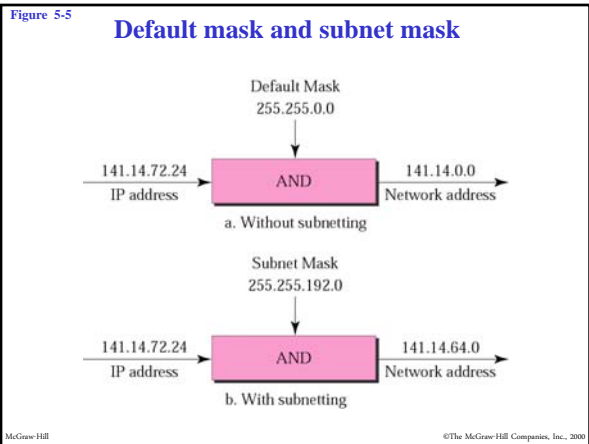 Figure 5-5
Default mask and subnet mask
Default Mask
255.255.0.0
141.14.72.24
IP address
AND
141.14.0.0
Network address
a. Without subnetting
Subnet Mask
255.255.192.0
141.14.72.24
IP address
AND
141.14.64.0
Network address
b. With subnetting
McGraw-Hill
©The McGraw-Hill Companies, Inc., 2000